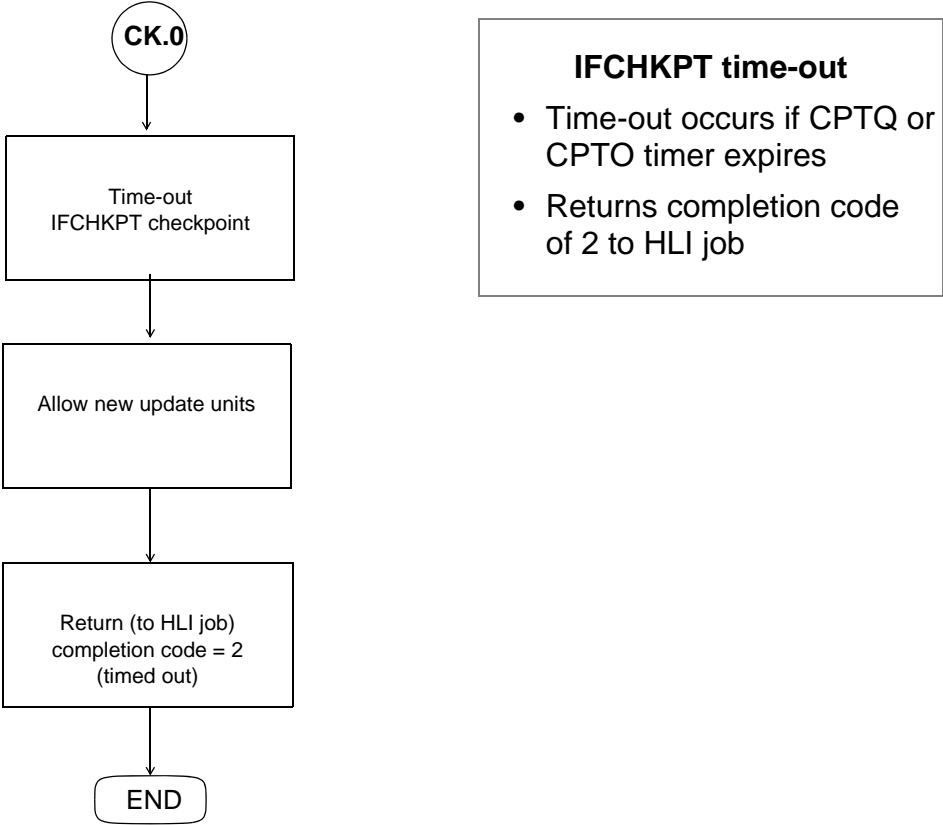 CK.0
Time-out
IFCHKPT checkpoint
Allow new update units
Return (to HLI job)
completion code = 2
(timed out)
END
IFCHKPT time-out
• Time-out occurs if CPTQ or
CPTO timer expires
• Returns completion code
of 2 to HLI job